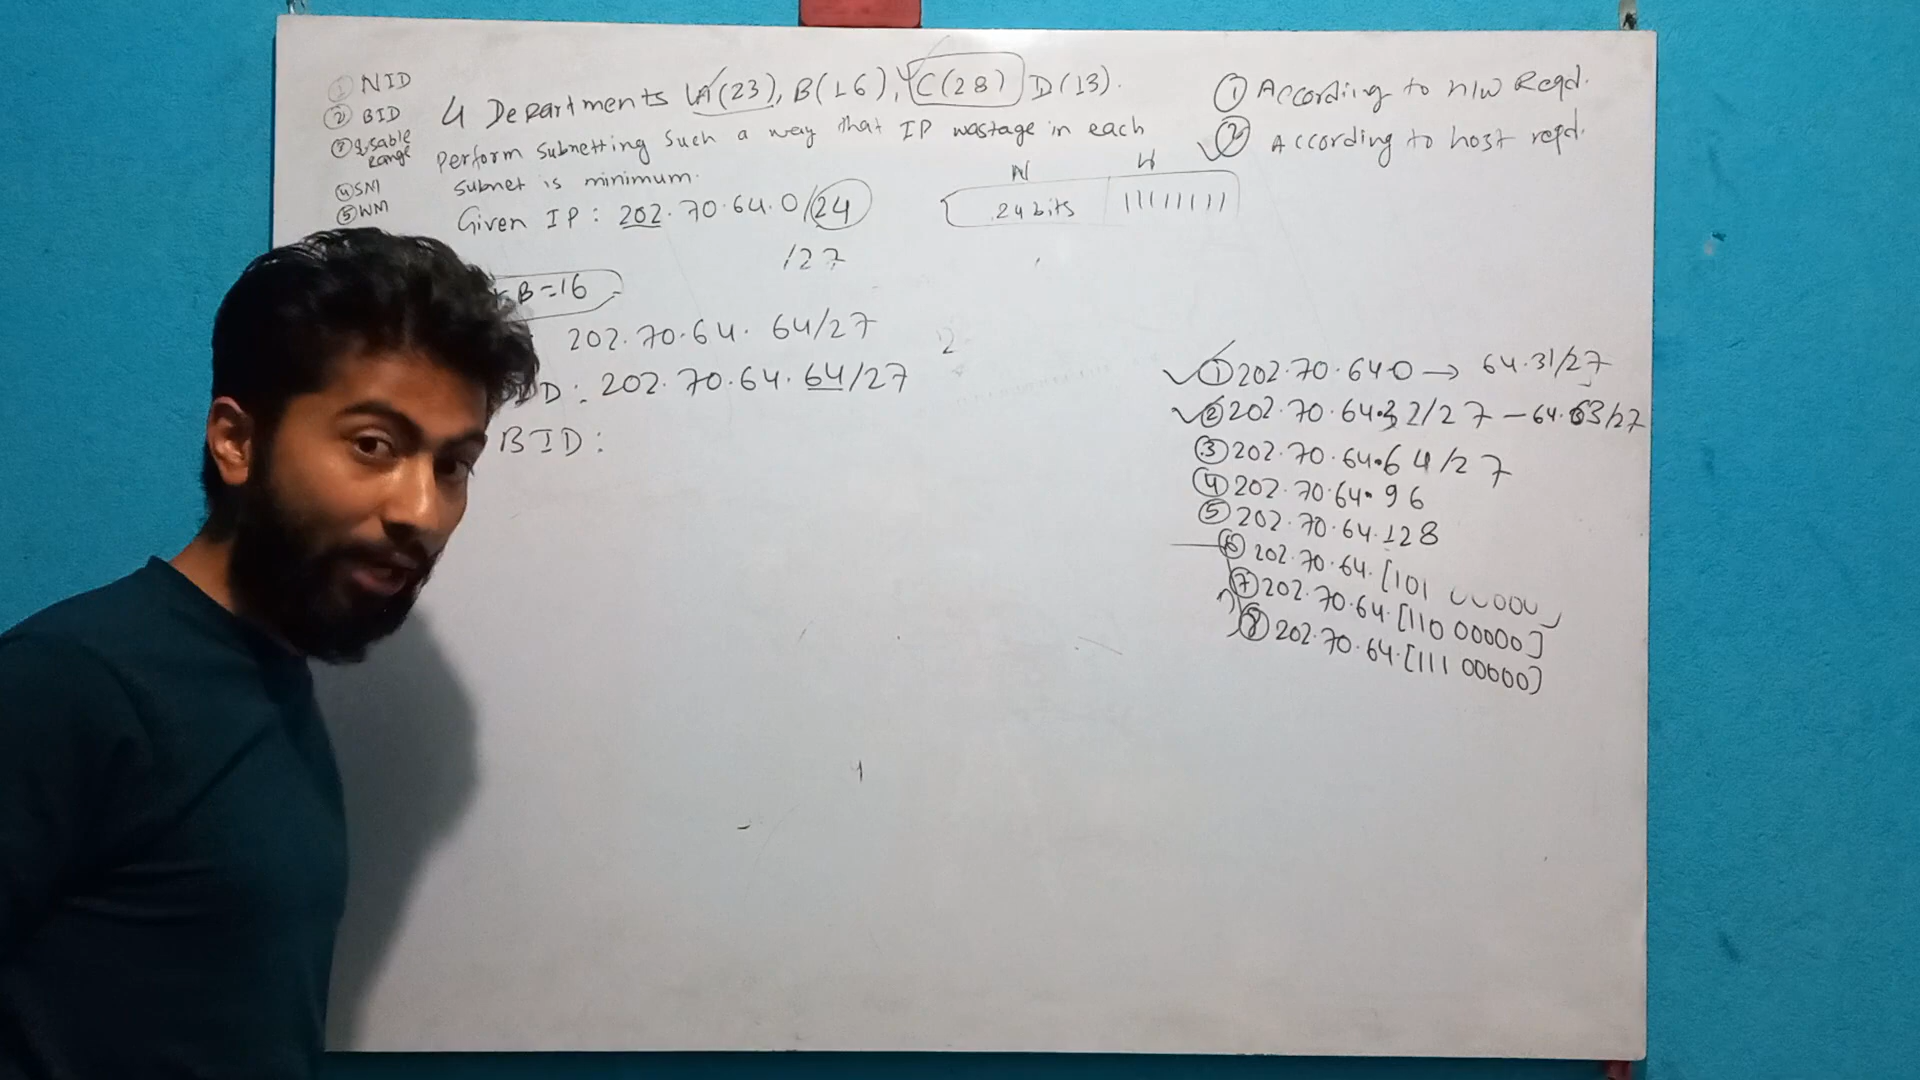 ① NID
② BID
③ Usable Range
④ SM
⑤ WM
4 Departments A(23), B(16), C(28) D(13).
Perform subnetting such a way that IP wastage in each
subnet is minimum.
Given IP : 202.70.64.0/24
/27
N H
24 bits 11111111
① According to n/w Reqd.
② According to host reqd.
B=16
202.70.64.64/27
D: 202.70.64.64/27
BID:
① 202.70.64.0 → 64.31/27
② 202.70.64.32/27 - 64.63/27
③ 202.70.64.64/27
④ 202.70.64.96
⑤ 202.70.64.128
⑥ 202.70.64.[101 00000]
⑦ 202.70.64.[110 00000]
⑧ 202.70.64.[111 00000]